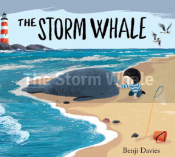 THE STORM WHALE
The Storm Whale
Benji Davies